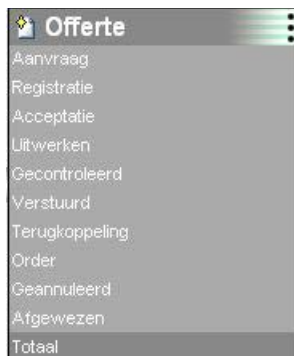 Offerte
Aanvraag
Registratie
Acceptatie
Uitwerken
Gecontroleerd
Verstuurd
Terugkoppeling
Order
Geannuleerd
Afgewezen
Totaal